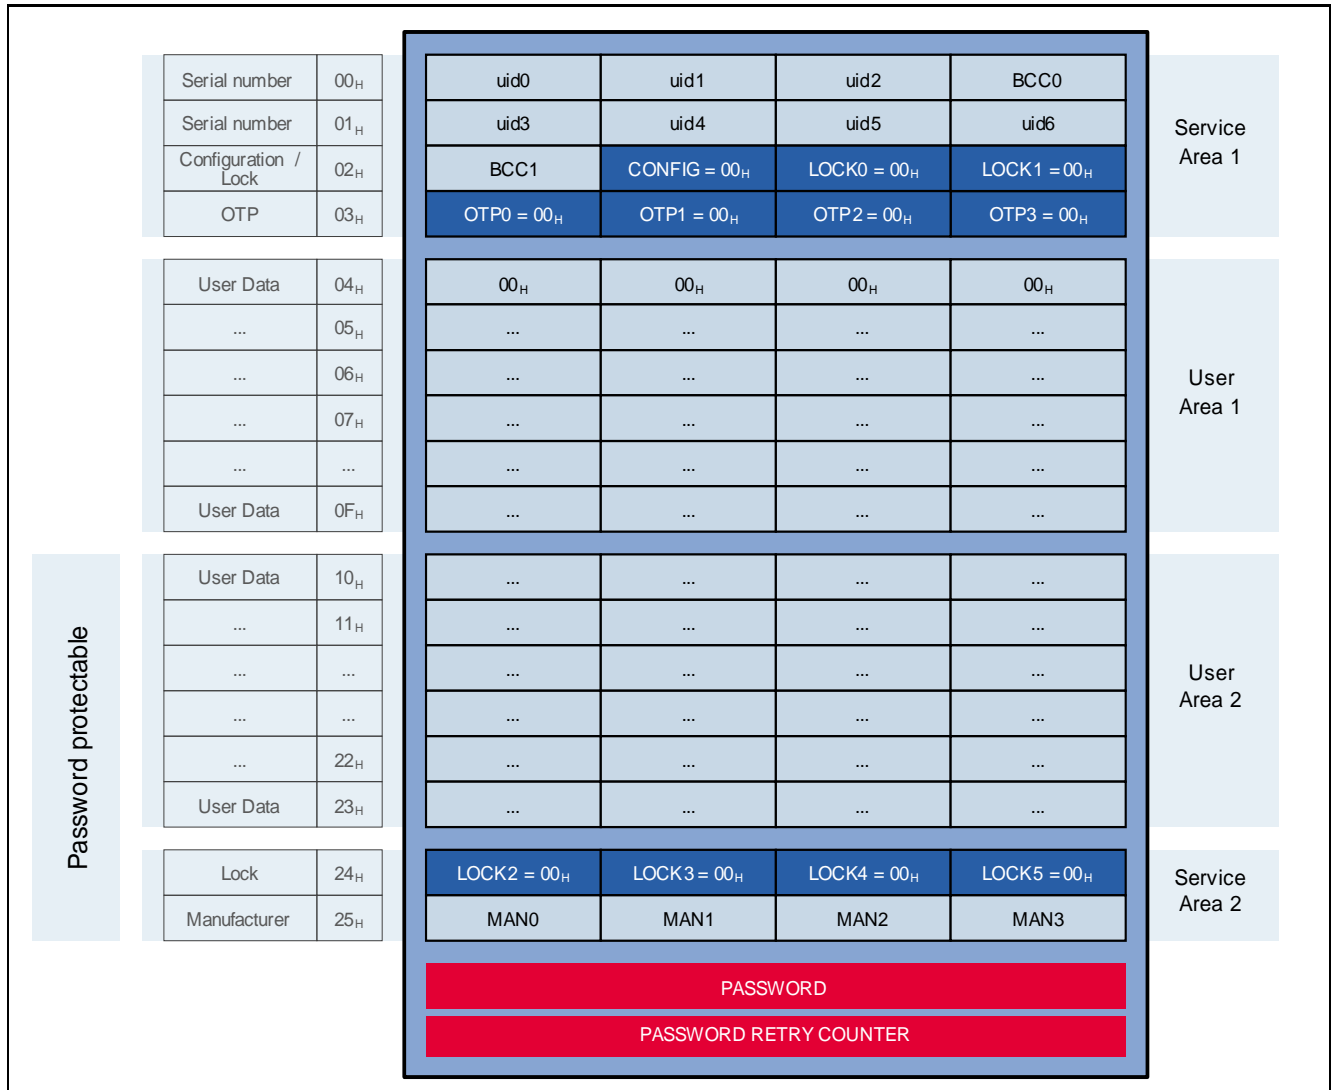 Serial number 00H uid0 uid1 uid2 BCC0
Serial number 01H uid3 uid4 uid5 uid6
Service
Area 1
Configuration /
Lock 02H BCC1 CONFIG = 00H LOCK0 = 00H LOCK1 = 00H
OTP 03H OTP0 = 00H OTP1 = 00H OTP2 = 00H OTP3 = 00H
User Data 04H 00H 00H 00H 00H
... 05H ... ... ... ...
... 06H ... ... ... ...
User
Area 1
... 07H ... ... ... ...
... ... ... ... ... ...
User Data 0FH ... ... ... ...
Password protectable
User Data 10H ... ... ... ...
... 11H ... ... ... ...
... ... ... ... ... ...
User
Area 2
... ... ... ... ... ...
... 22H ... ... ... ...
User Data 23H ... ... ... ...
Lock 24H LOCK2 = 00H LOCK3 = 00H LOCK4 = 00H LOCK5 = 00H
Service
Area 2
Manufacturer 25H MAN0 MAN1 MAN2 MAN3
PASSWORD
PASSWORD RETRY COUNTER